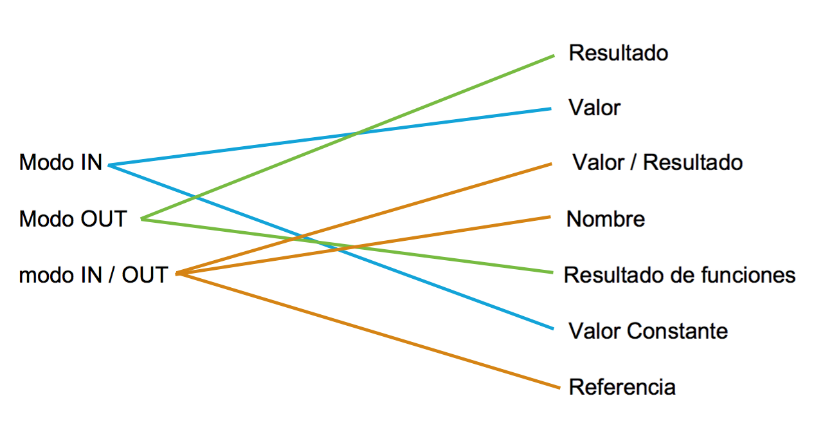 Modo IN
Modo OUT
modo IN / OUT
Resultado
Valor
Valor / Resultado
Nombre
Resultado de funciones
Valor Constante
Referencia